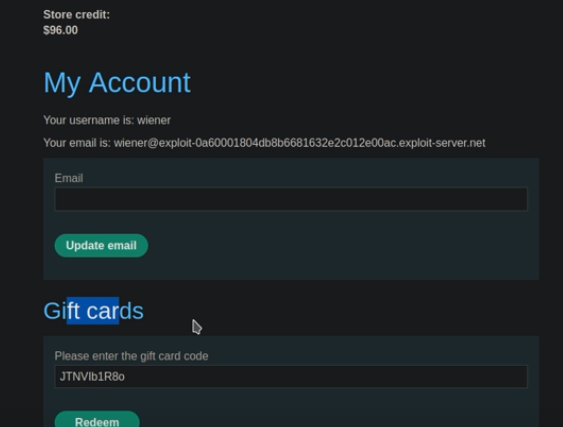 Store credit:
$96.00
My Account
Your username is: wiener
Your email is: wiener@exploit-0a60001804db8b6681632e2c012e00ac.exploit-server.net
Email
Update email
Gift cards
Please enter the gift card code
JTNVIb1R8o
Redeem